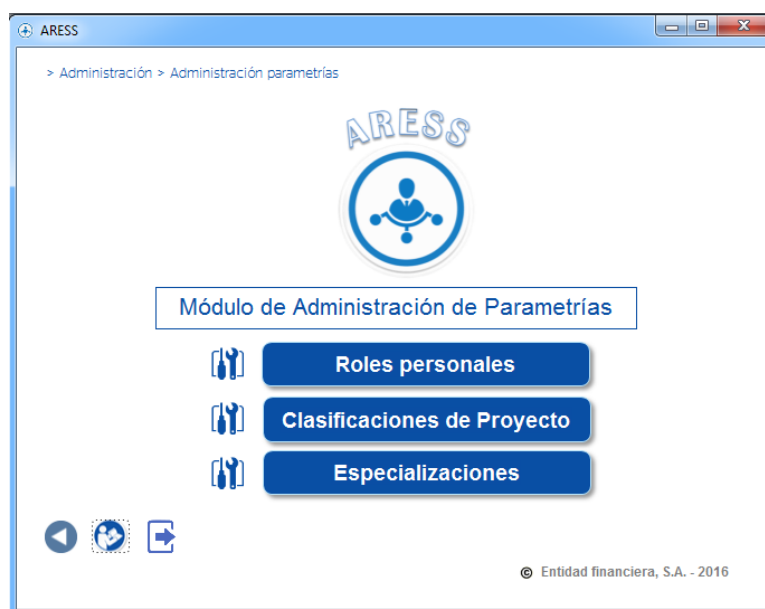 ARESS
> Administración > Administración parametrías
ARESS
Módulo de Administración de Parametrías
Roles personales
Clasificaciones de Proyecto
Especializaciones
© Entidad financiera, S.A. - 2016